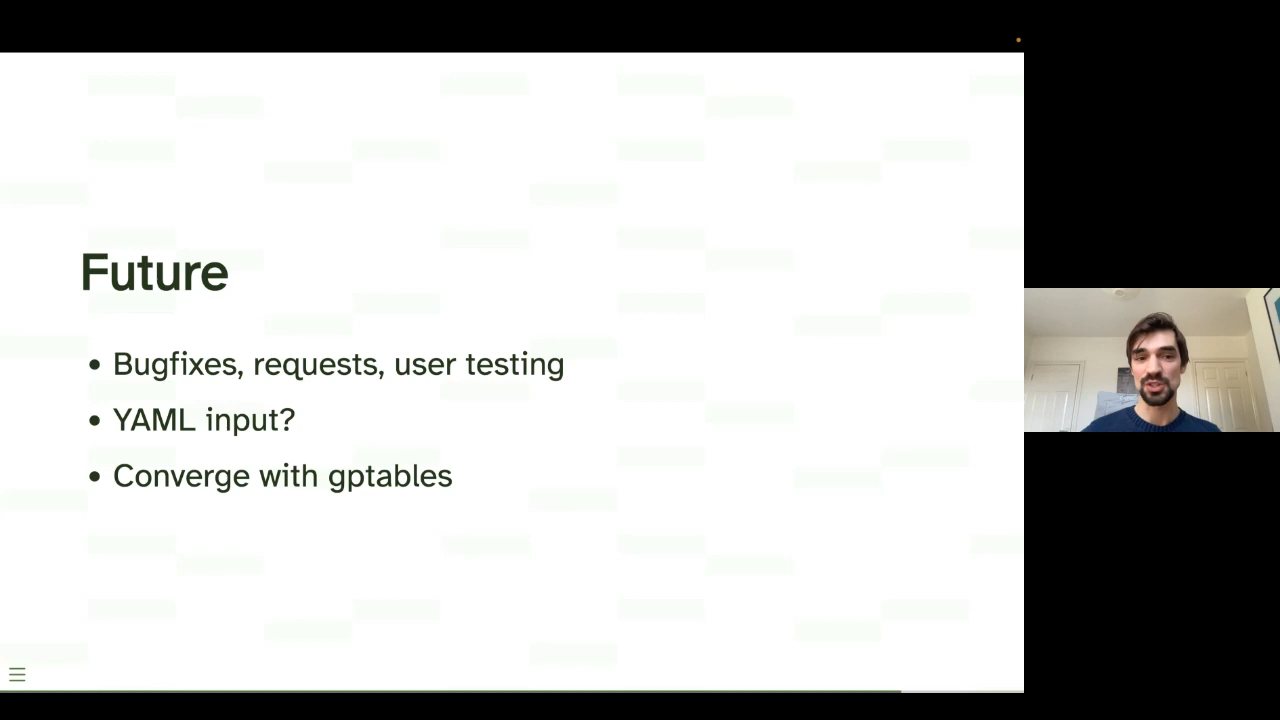 Future
Bugfixes, requests, user testing
YAML input?
Converge with gptables